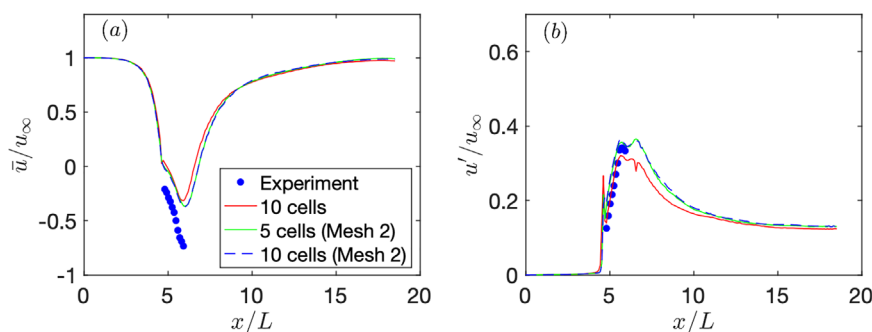 (a)
1
0.5
0
-0.5
-1
ū/u∞
0 5 10 15 20
x/L
Experiment
10 cells
5 cells (Mesh 2)
10 cells (Mesh 2)
(b)
0.6
0.4
0.2
0
u′/u∞
0 5 10 15 20
x/L